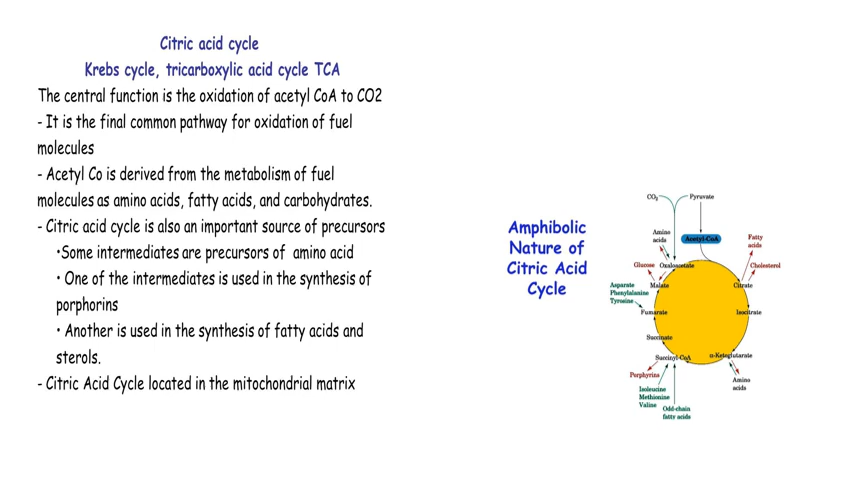 Citric acid cycle
Krebs cycle, tricarboxylic acid cycle TCA
The central function is the oxidation of acetyl CoA to CO2
- It is the final common pathway for oxidation of fuel
molecules
- Acetyl Co is derived from the metabolism of fuel
molecules as amino acids, fatty acids, and carbohydrates.
- Citric acid cycle is also an important source of precursors
•Some intermediates are precursors of amino acid
• One of the intermediates is used in the synthesis of
porphorins
• Another is used in the synthesis of fatty acids and
sterols.
- Citric Acid Cycle located in the mitochondrial matrix
Amphibolic
Nature of
Citric Acid
Cycle
CO₂
Pyruvate
Amino
acids
Acetyl-CoA
Fatty
acids
Glucose
Oxaloacetate
Cholesterol
Malate
Citrate
Asparate
Phenylalanine
Tyrosine
Fumarate
Isocitrate
Succinate
Succinyl-CoA
α-Ketoglutarate
Porphyrins
Amino
acids
Isoleucine
Methionine
Valine
Odd-chain
fatty acids